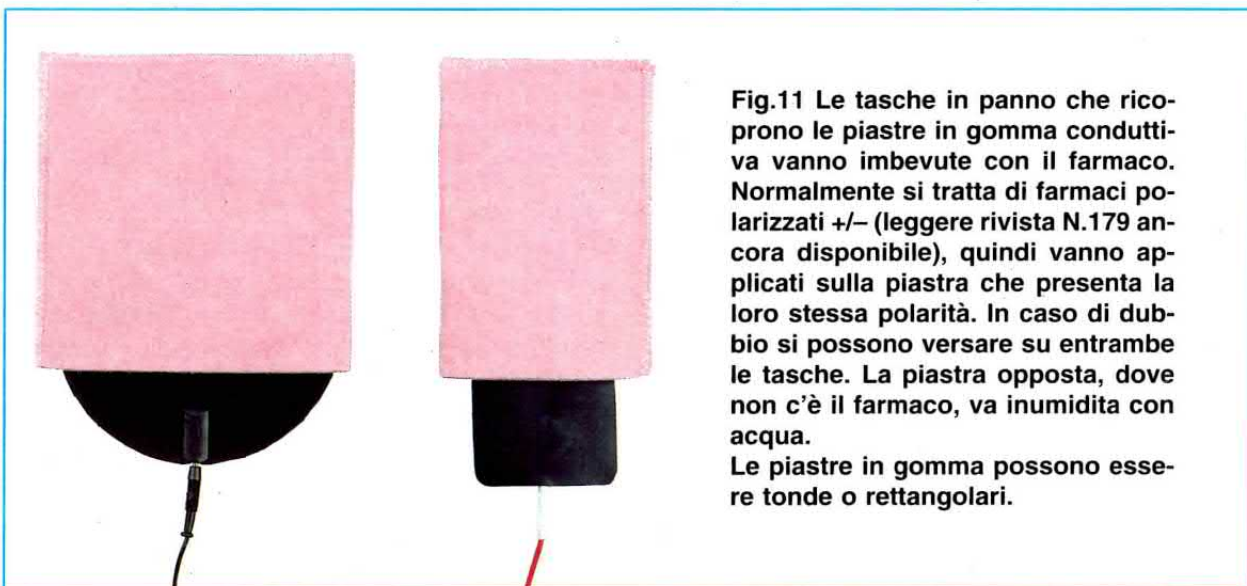 Fig.11 Le tasche in panno che rico-
prono le piastre in gomma condutti-
va vanno imbevute con il farmaco.
Normalmente si tratta di farmaci po-
larizzati +/– (leggere rivista N.179 an-
cora disponibile), quindi vanno ap-
plicati sulla piastra che presenta la
loro stessa polarità. In caso di dub-
bio si possono versare su entrambe
le tasche. La piastra opposta, dove
non c'è il farmaco, va inumidita con
acqua.
Le piastre in gomma possono esse-
re tonde o rettangolari.